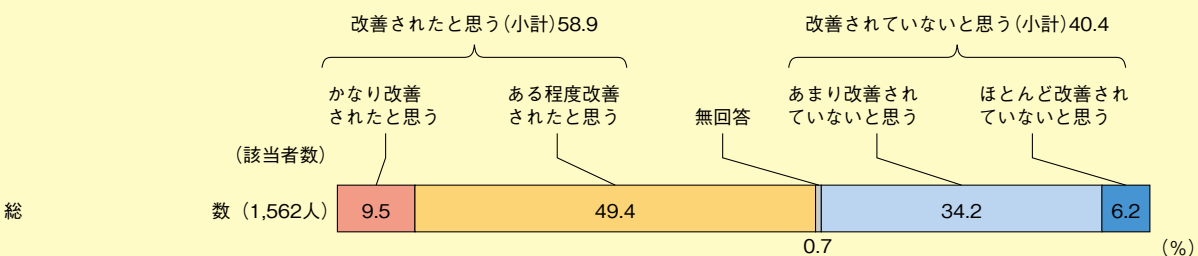 改善されたと思う(小計)58.9
改善されていないと思う(小計)40.4
かなり改善
されたと思う
ある程度改善
されたと思う
無回答
あまり改善され
ていないと思う
ほとんど改善され
ていないと思う
(該当者数)
総 数 (1,562人) 9.5 49.4 34.2 6.2
0.7
(%)